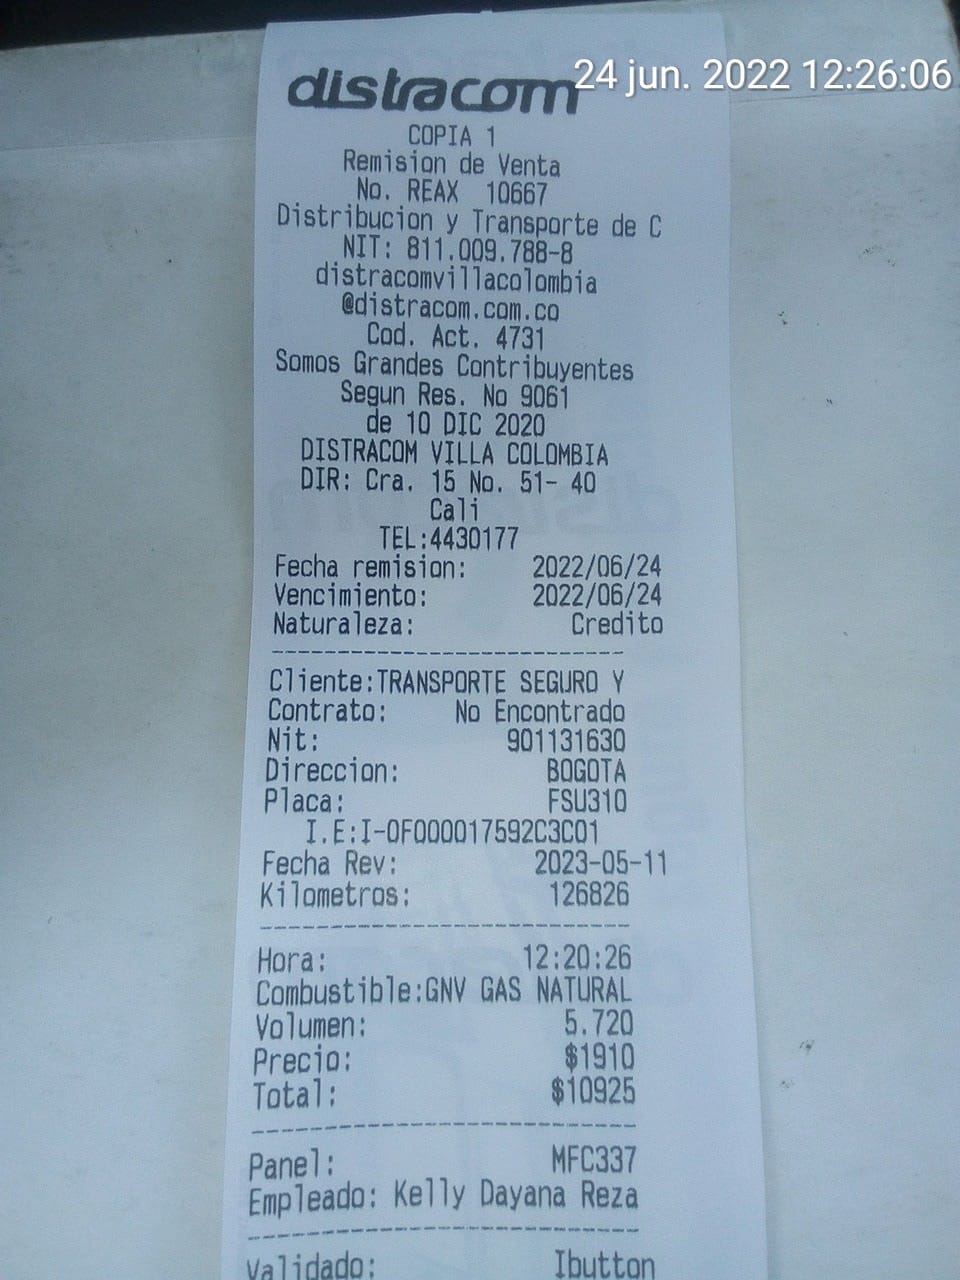 24 jun. 2022 12:26:06
distracom
COPIA 1
Remision de Venta
No. REAX 10667
Distribucion y Transporte de C
NIT: 811.009.788-8
distracomvillacolombia
@distracom.com.co
Cod. Act. 4731
Somos Grandes Contribuyentes
Segun Res. No 9061
de 10 DIC 2020
DISTRACOM VILLA COLOMBIA
DIR: Cra. 15 No. 51- 40
Cali
TEL:4430177
Fecha remision: 2022/06/24
Vencimiento: 2022/06/24
Naturaleza: Credito
Cliente:TRANSPORTE SEGURO Y
Contrato: No Encontrado
Nit: 901131630
Direccion: BOGOTA
Placa: FSU310
I.E:I-0F000017592C3C01
Fecha Rev: 2023-05-11
Kilometros: 126826
Hora: 12:20:26
Combustible:GNV GAS NATURAL
Volumen: 5.720
Precio: $1910
Total: $10925
Panel: MFC337
Empleado: Kelly Dayana Reza
Validado: Ibutton